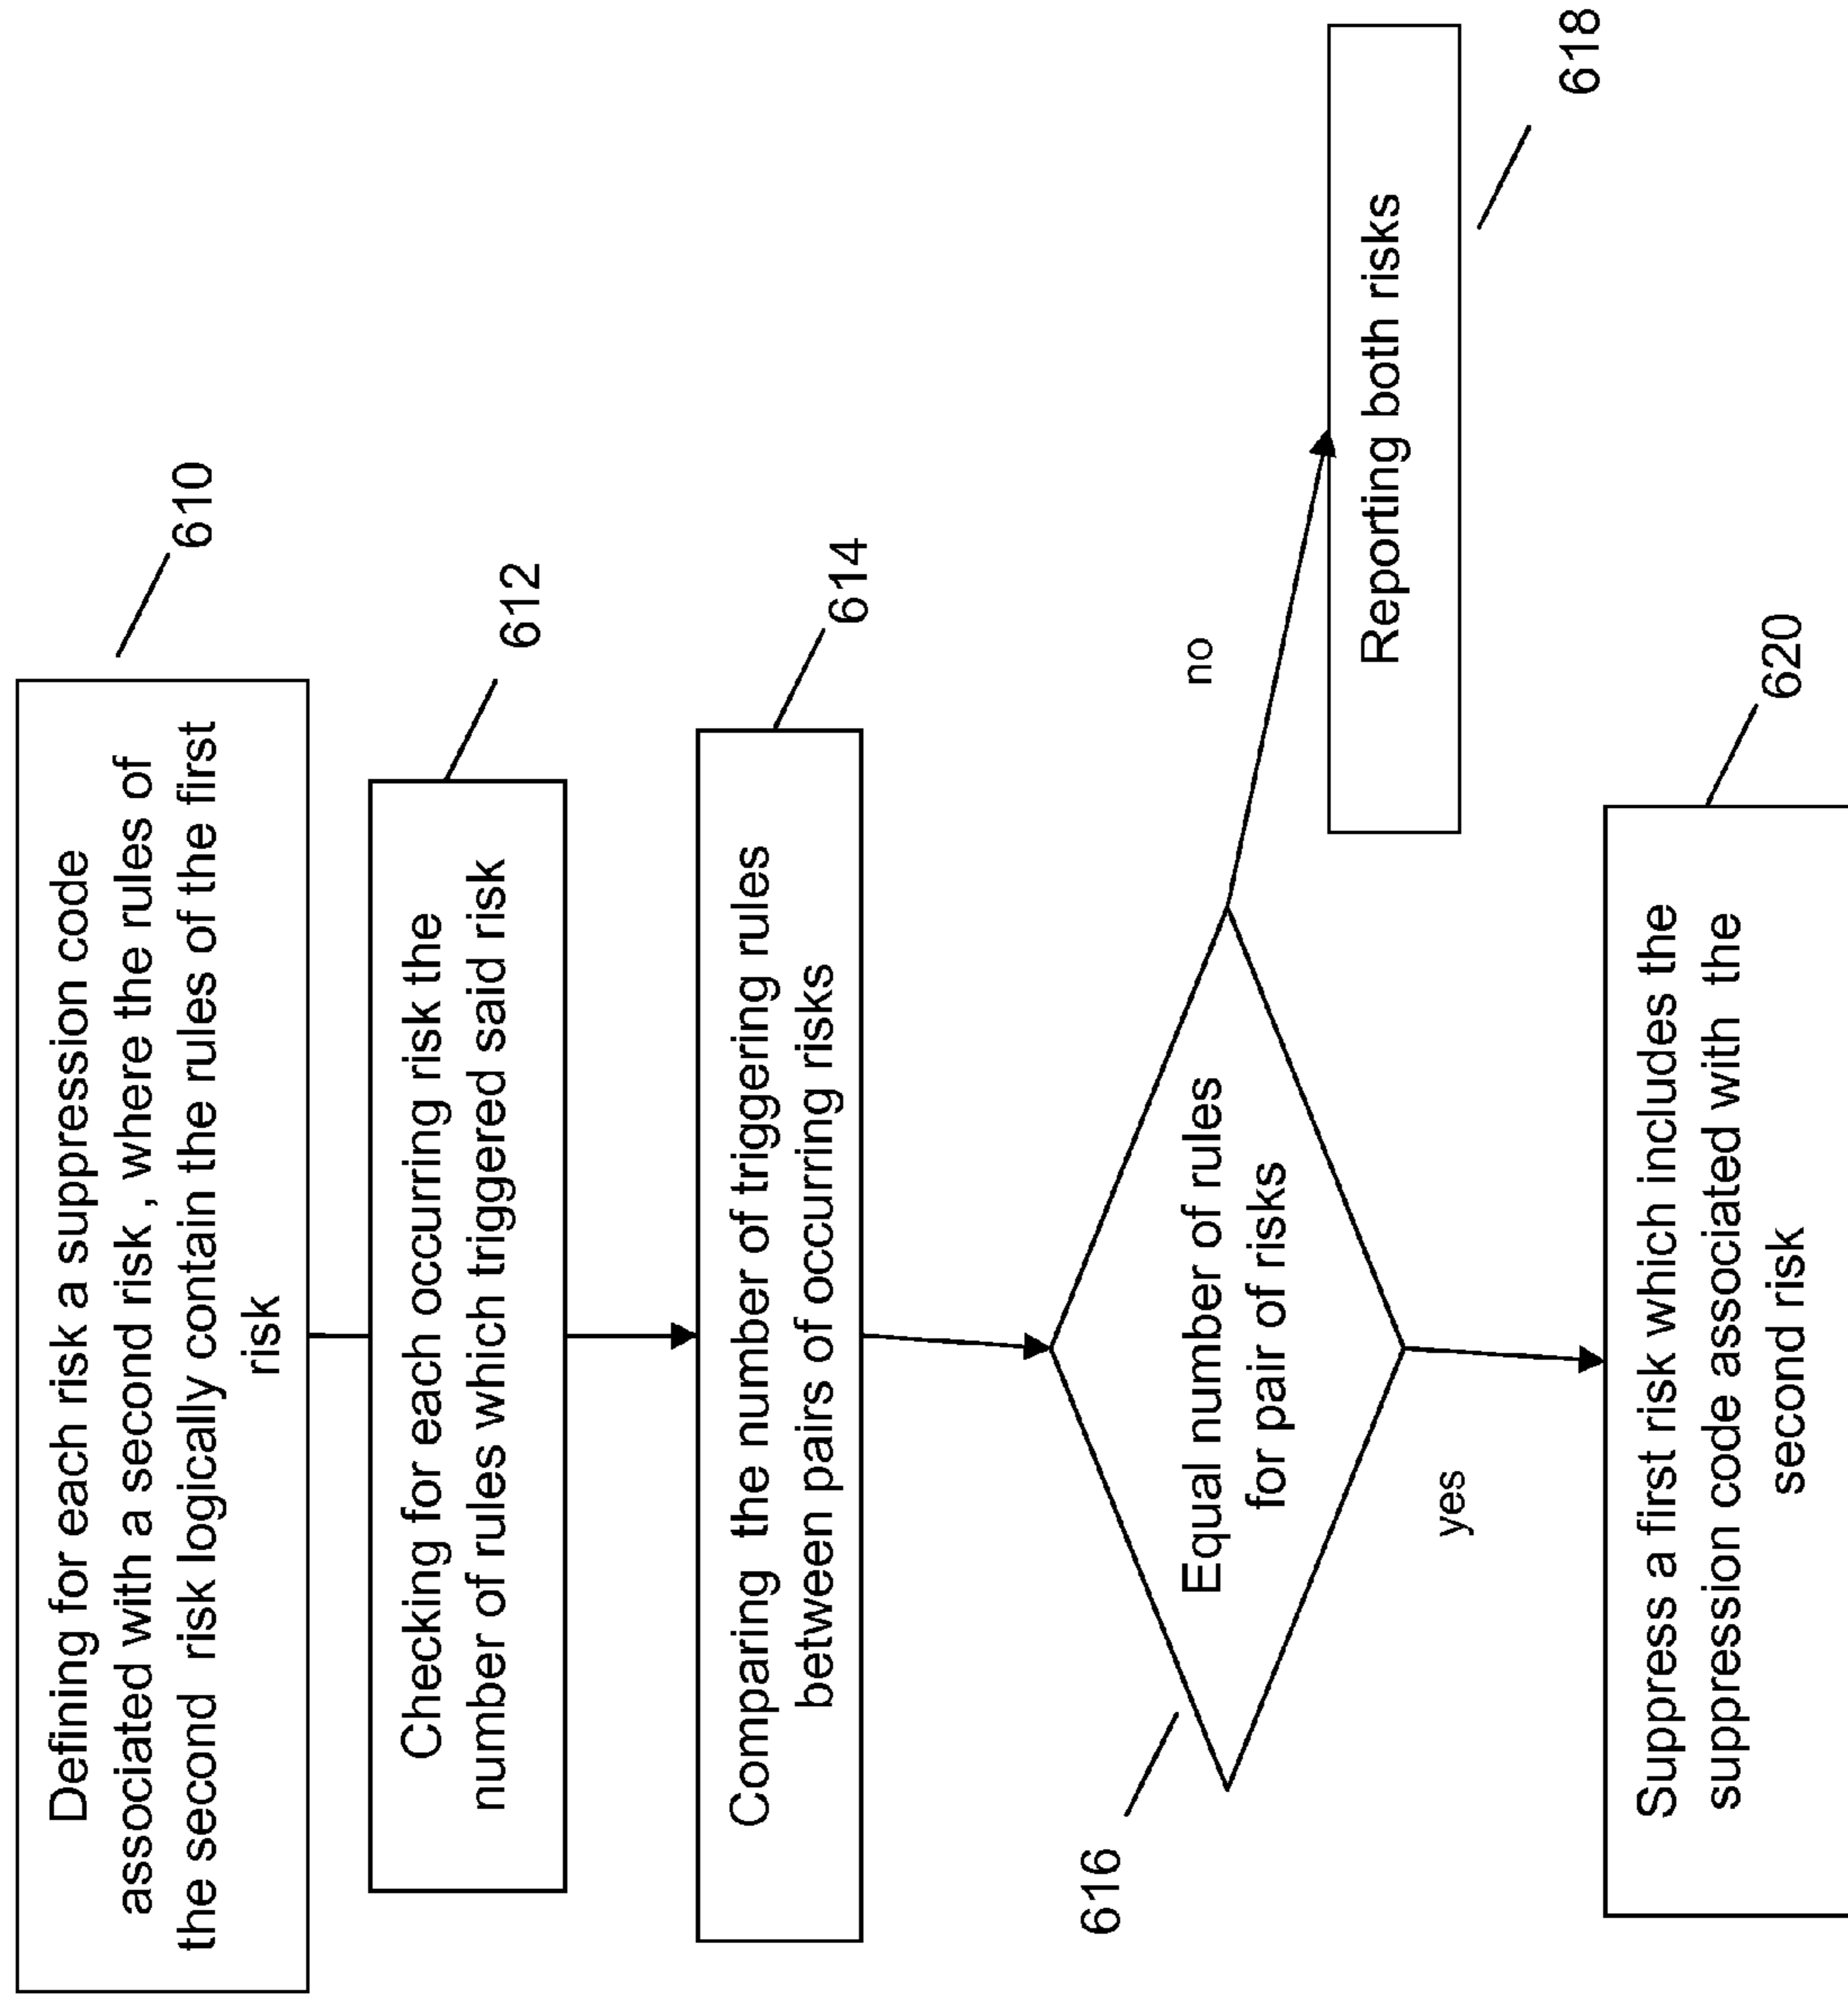 Defining for each risk a suppression code
associated with a second risk , where the rules of
the second risk logically contain the rules of the first
risk
610
Checking for each occurring risk the
number of rules which triggered said risk
612
Comparing the number of triggering rules
between pairs of occurring risks
614
Equal number of rules
for pair of risks
616
no
Reporting both risks
618
yes
Suppress a first risk which includes the
suppression code associated with the
second risk
620